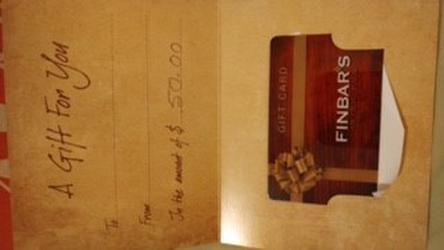 A Gift For You
To
From
In the amount of $ 50.00
GIFT CARD
FINBAR'S